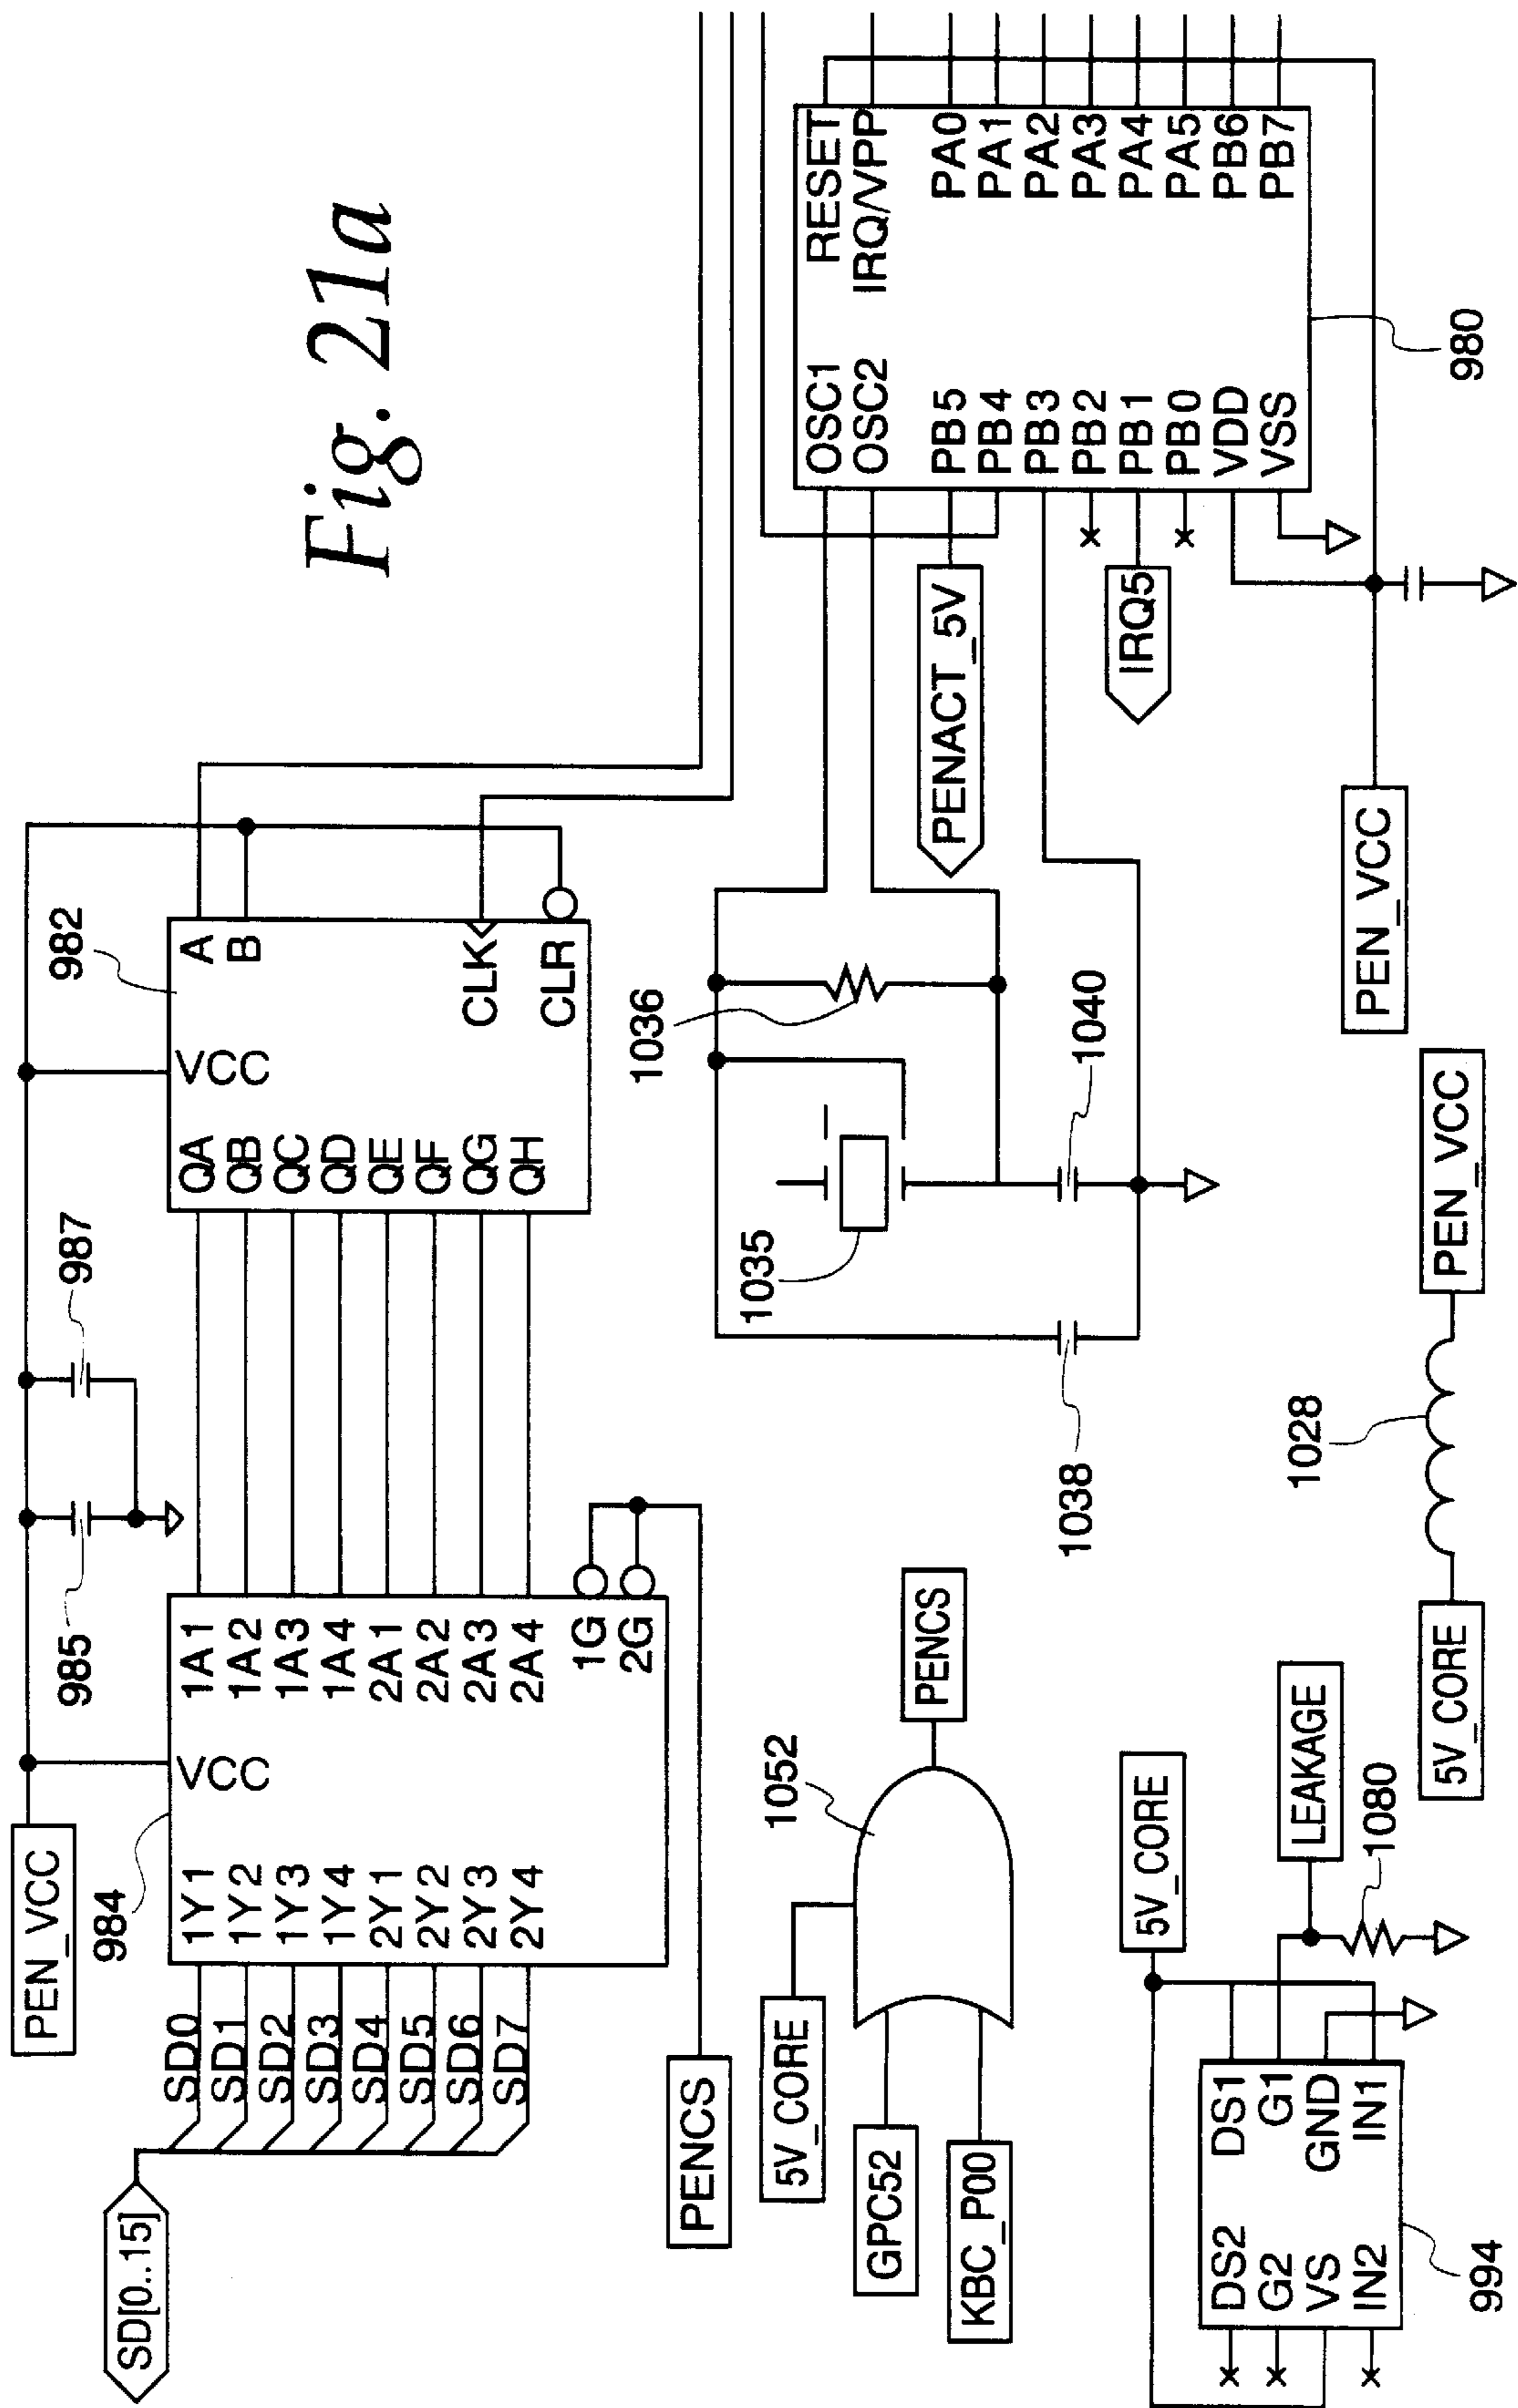 Fig. 21a
PEN_VCC
984
985
987
982
SD[0..15]
SD0
SD1
SD2
SD3
SD4
SD5
SD6
SD7
1Y1
1Y2
1Y3
1Y4
2Y1
2Y2
2Y3
2Y4
VCC
1A1
1A2
1A3
1A4
2A1
2A2
2A3
2A4
1G
2G
QA
QB
QC
QD
QE
QF
QG
QH
VCC
A
B
CLK
CLR
PENCS
5V_CORE
GPC52
KBC_P00
1052
PENCS
1035
1036
1038
1040
PENACT_5V
IRQ5
OSC1
OSC2
PB5
PB4
PB3
PB2
PB1
PB0
VDD
VSS
RESET
IRQ/VPP
PA0
PA1
PA2
PA3
PA4
PA5
PB6
PB7
980
PEN_VCC
5V_CORE
LEAKAGE
1080
DS2
G2
VS
IN2
DS1
G1
GND
IN1
994
5V_CORE
1028
PEN_VCC